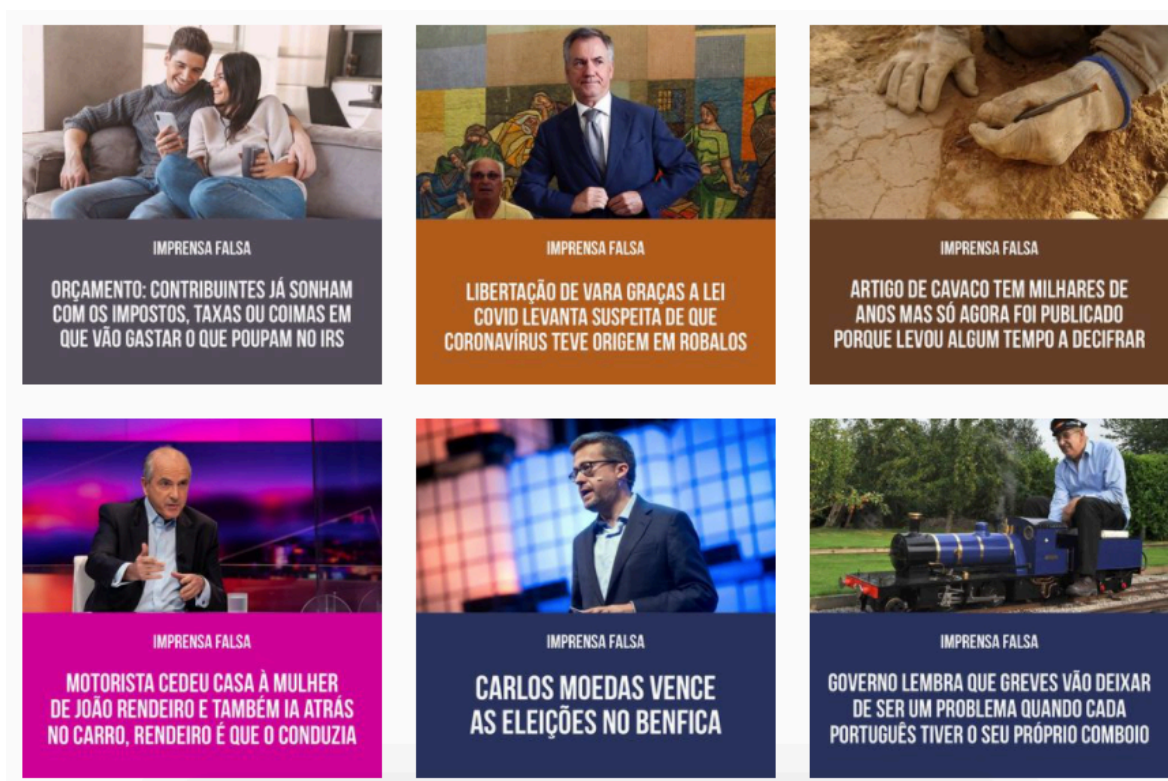 IMPRENSA FALSA
ORÇAMENTO: CONTRIBUINTES JÁ SONHAM
COM OS IMPOSTOS, TAXAS OU COIMAS EM
QUE VÃO GASTAR O QUE POUPAM NO IRS
IMPRENSA FALSA
LIBERTAÇÃO DE VARA GRAÇAS A LEI
COVID LEVANTA SUSPEITA DE QUE
CORONAVÍRUS TEVE ORIGEM EM ROBALOS
IMPRENSA FALSA
ARTIGO DE CAVACO TEM MILHARES DE
ANOS MAS SÓ AGORA FOI PUBLICADO
PORQUE LEVOU ALGUM TEMPO A DECIFRAR
IMPRENSA FALSA
MOTORISTA CEDEU CASA À MULHER
DE JOÃO RENDEIRO E TAMBÉM IA ATRÁS
NO CARRO, RENDEIRO É QUE O CONDUZIA
IMPRENSA FALSA
CARLOS MOEDAS VENCE
AS ELEIÇÕES NO BENFICA
IMPRENSA FALSA
GOVERNO LEMBRA QUE GREVES VÃO DEIXAR
DE SER UM PROBLEMA QUANDO CADA
PORTUGUÊS TIVER O SEU PRÓPRIO COMBOIO